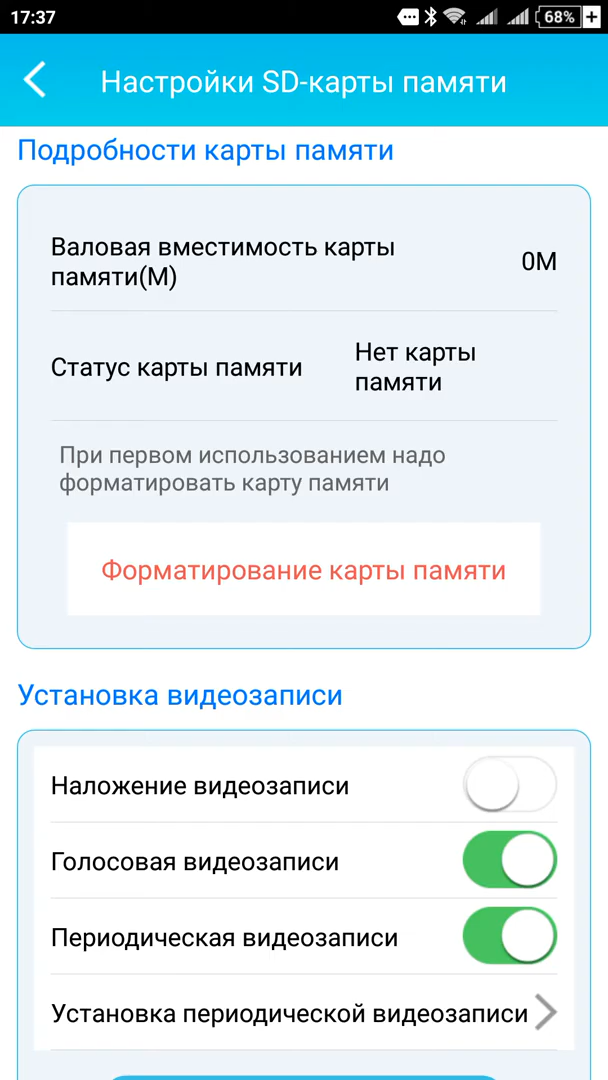 17:37
68%
Настройки SD-карты памяти
Подробности карты памяти
Валовая вместимость карты
памяти(М)
0М
Статус карты памяти
Нет карты
памяти
При первом использованием надо
форматировать карту памяти
Форматирование карты памяти
Установка видеозаписи
Наложение видеозаписи
Голосовая видеозаписи
Периодическая видеозаписи
Установка периодической видеозаписи